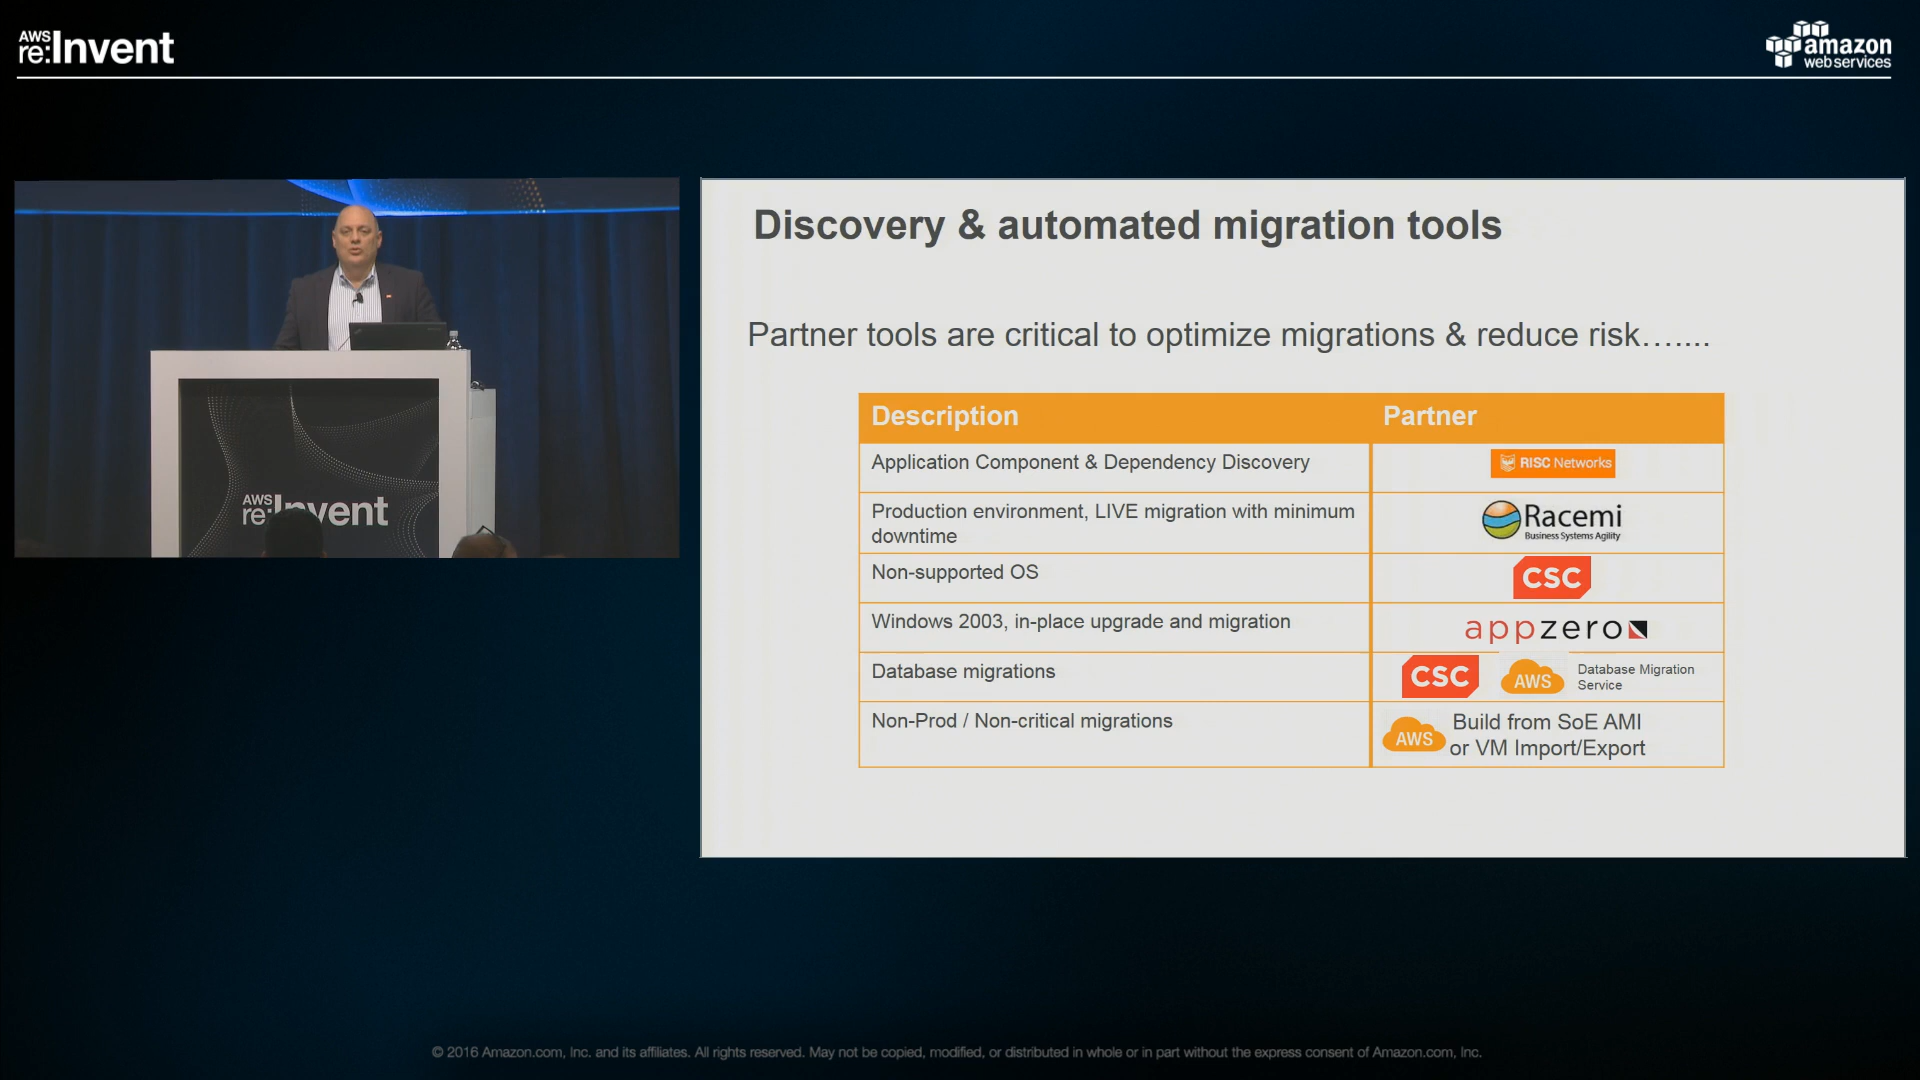 AWS
re:Invent
amazon
webservices
Discovery & automated migration tools
Partner tools are critical to optimize migrations & reduce risk…....
Description Partner
Application Component & Dependency Discovery RISC Networks
Production environment, LIVE migration with minimum
downtime
Racemi
Business Systems Agility
Non-supported OS CSC
Windows 2003, in-place upgrade and migration appzero
Database migrations CSC AWS Database Migration
Service
Non-Prod / Non-critical migrations AWS Build from SoE AMI
or VM Import/Export
AWS
re:Invent
© 2016 Amazon.com, Inc. and its affiliates. All rights reserved. May not be copied, modified, or distributed in whole or in part without the express consent of Amazon.com, Inc.